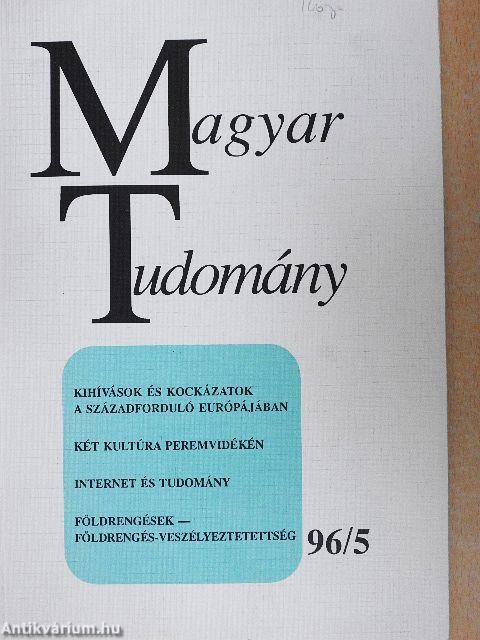 Magyar
Tudomány
KIHÍVÁSOK ÉS KOCKÁZATOK
A SZÁZADFORDULÓ EURÓPÁJÁBAN
KÉT KULTÚRA PEREMVIDÉKÉN
INTERNET ÉS TUDOMÁNY
FÖLDRENGÉSEK —
FÖLDRENGÉS-VESZÉLYEZTETETTSÉG
96/5
Antikvárium.hu